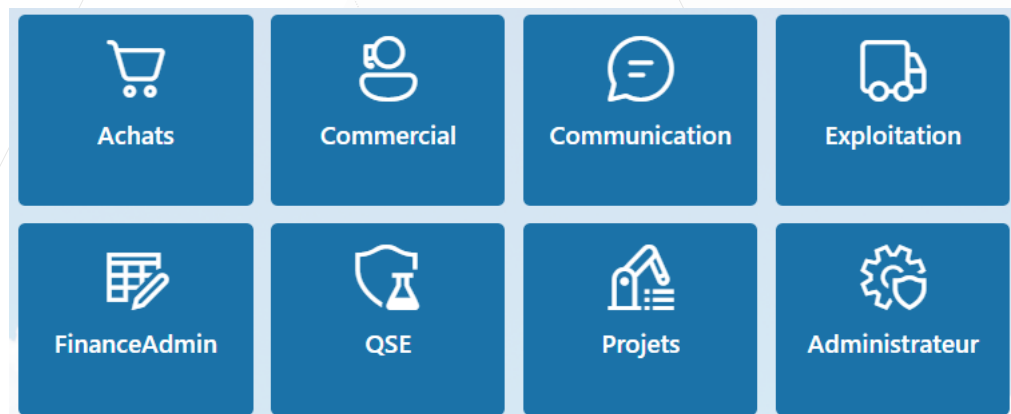 Achats
Commercial
Communication
Exploitation
FinanceAdmin
QSE
Projets
Administrateur